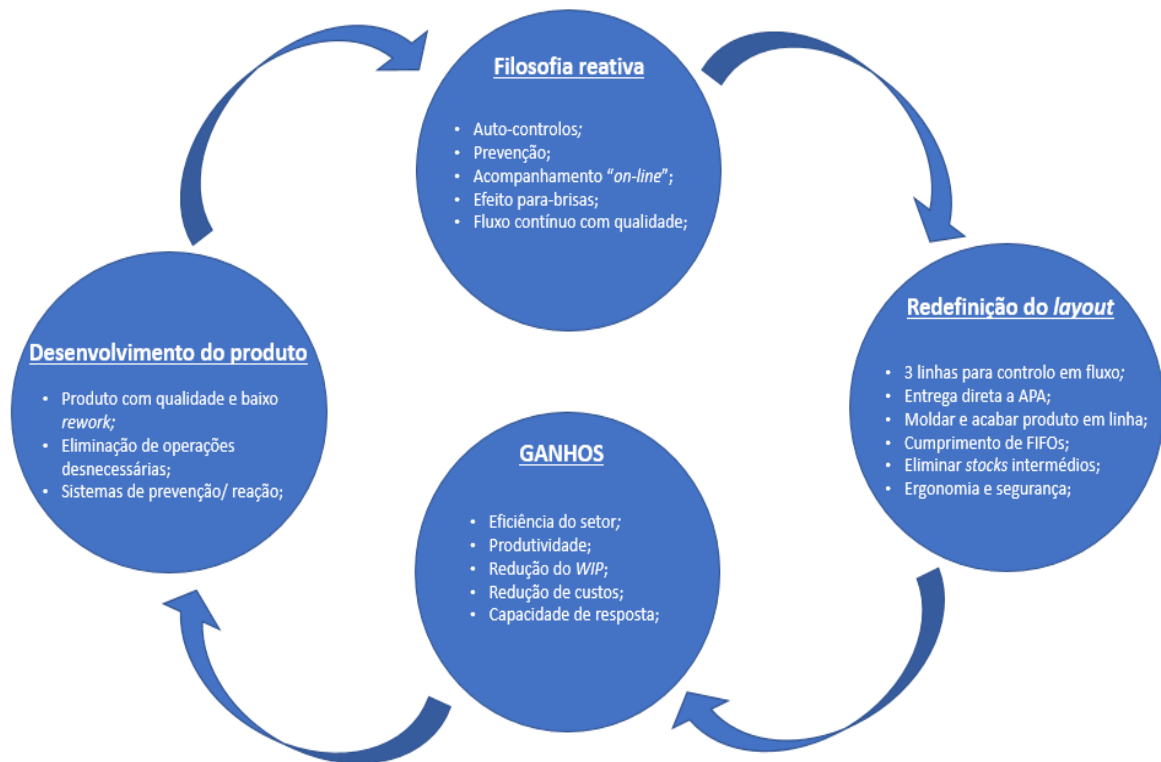 Filosofia reativa
• Auto-controlos;
• Prevenção;
• Acompanhamento “on-line”;
• Efeito para-brisas;
• Fluxo contínuo com qualidade;
Redefinição do layout
• 3 linhas para controlo em fluxo;
• Entrega direta a APA;
• Moldar e acabar produto em linha;
• Cumprimento de FIFOs;
• Eliminar stocks intermédios;
• Ergonomia e segurança;
GANHOS
• Eficiência do setor;
• Produtividade;
• Redução do WIP;
• Redução de custos;
• Capacidade de resposta;
Desenvolvimento do produto
• Produto com qualidade e baixo
rework;
• Eliminação de operações
desnecessárias;
• Sistemas de prevenção/ reação;